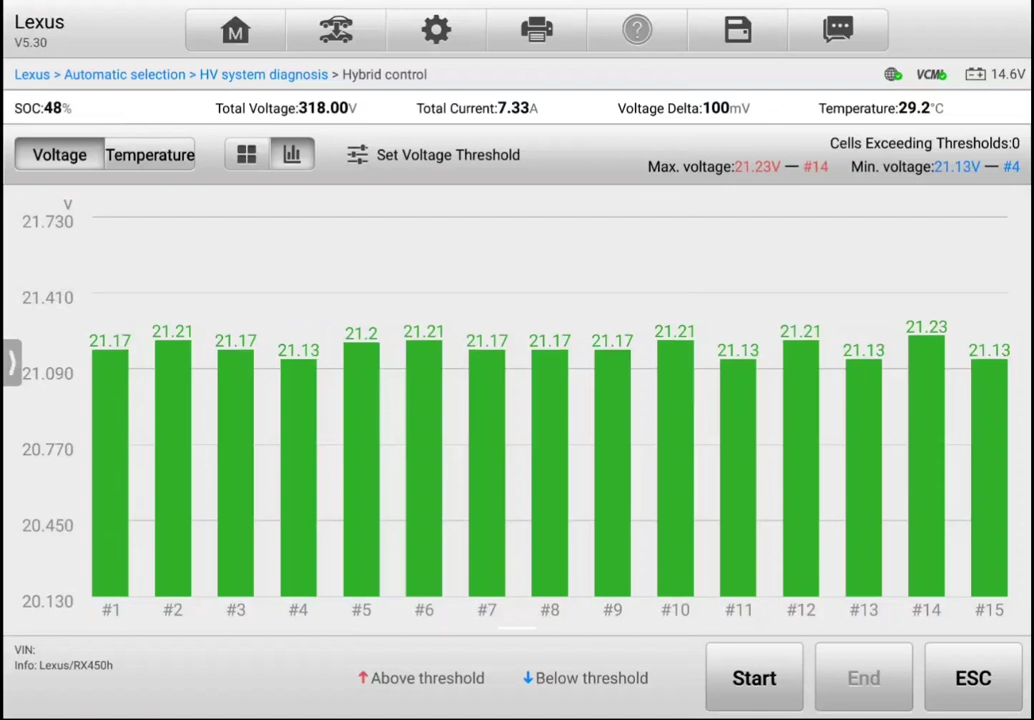 Lexus
V5.30
M
?
Lexus > Automatic selection > HV system diagnosis > Hybrid control
VCMI 14.6V
SOC:48% Total Voltage:318.00V Total Current:7.33A Voltage Delta:100mV Temperature:29.2°C
Voltage Temperature Set Voltage Threshold
Cells Exceeding Thresholds:0
Max. voltage:21.23V — #14 Min. voltage:21.13V — #4
V
21.730
21.410
21.17 21.21 21.17 21.13 21.2 21.21 21.17 21.17 21.17 21.21 21.13 21.21 21.13 21.23 21.13
21.090
20.770
20.450
20.130
#1 #2 #3 #4 #5 #6 #7 #8 #9 #10 #11 #12 #13 #14 #15
VIN:
Info: Lexus/RX450h
↑Above threshold ↓Below threshold
Start End ESC